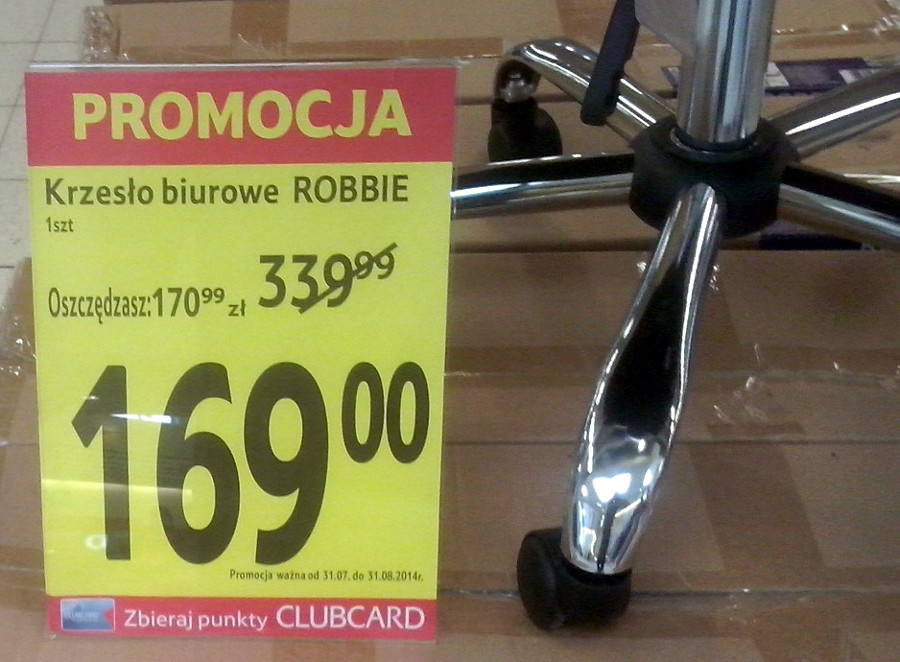 PROMOCJA
Krzesło biurowe ROBBIE
1szt
Oszczędzasz:170⁹⁹ zł 339⁹⁹
169⁰⁰
Promocja ważna od 31.07. do 31.08.2014r.
Zbieraj punkty CLUBCARD